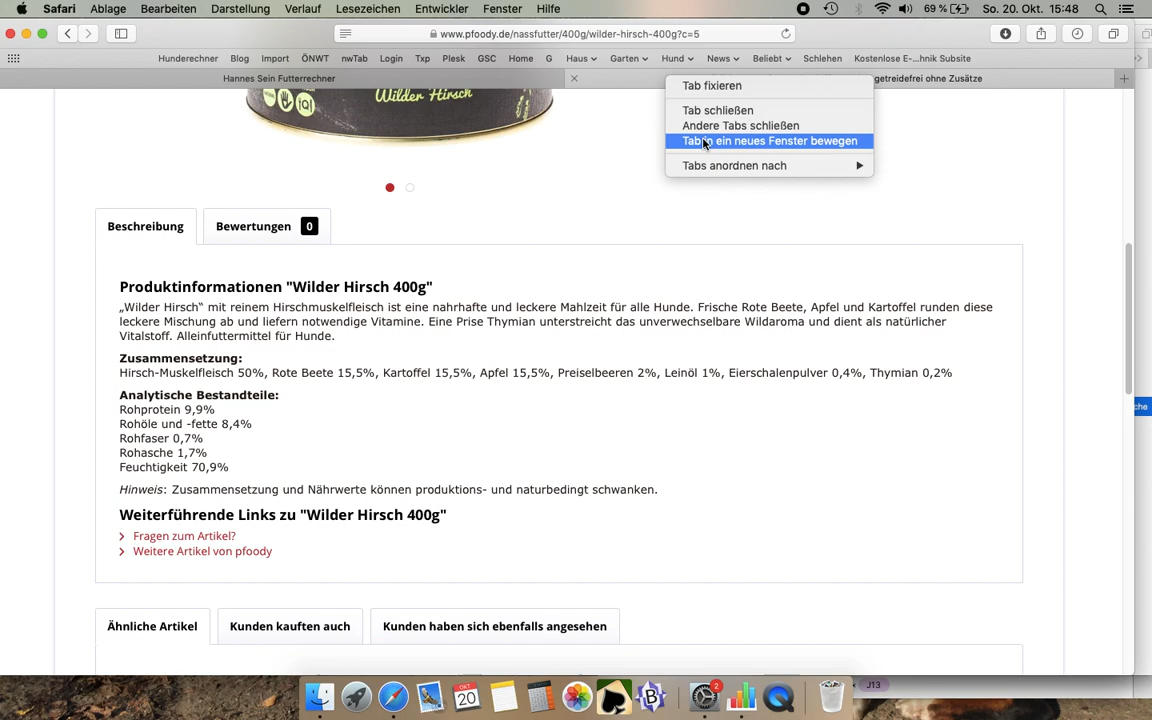 Safari Ablage Bearbeiten Darstellung Verlauf Lesezeichen Entwickler Fenster Hilfe 69 % So. 20. Okt. 15:48
www.pfoody.de/nassfutter/400g/wilder-hirsch-400g?c=5
Hunderechner Blog Import ÖNWT nwTab Login Txp Plesk GSC Home G Haus Garten Hund News Beliebt Schlehen Kostenlose E-...hnik Subsite
Hannes Sein Futterrechner getreidefrei ohne Zusätze
Tab fixieren
Tab schließen
Andere Tabs schließen
Tab in ein neues Fenster bewegen
Tabs anordnen nach
Wilder Hirsch
iQ!
Beschreibung Bewertungen 0
Produktinformationen "Wilder Hirsch 400g"
„Wilder Hirsch“ mit reinem Hirschmuskelfleisch ist eine nahrhafte und leckere Mahlzeit für alle Hunde. Frische Rote Beete, Apfel und Kartoffel runden diese
leckere Mischung ab und liefern notwendige Vitamine. Eine Prise Thymian unterstreicht das unverwechselbare Wildaroma und dient als natürlicher
Vitalstoff. Alleinfuttermittel für Hunde.
Zusammensetzung:
Hirsch-Muskelfleisch 50%, Rote Beete 15,5%, Kartoffel 15,5%, Apfel 15,5%, Preiselbeeren 2%, Leinöl 1%, Eierschalenpulver 0,4%, Thymian 0,2%
Analytische Bestandteile:
Rohprotein 9,9%
Rohöle und -fette 8,4%
Rohfaser 0,7%
Rohasche 1,7%
Feuchtigkeit 70,9%
che
Hinweis: Zusammensetzung und Nährwerte können produktions- und naturbedingt schwanken.
Weiterführende Links zu "Wilder Hirsch 400g"
Fragen zum Artikel?
Weitere Artikel von pfoody
Ähnliche Artikel Kunden kauften auch Kunden haben sich ebenfalls angesehen
J13
OKT
20
2
B